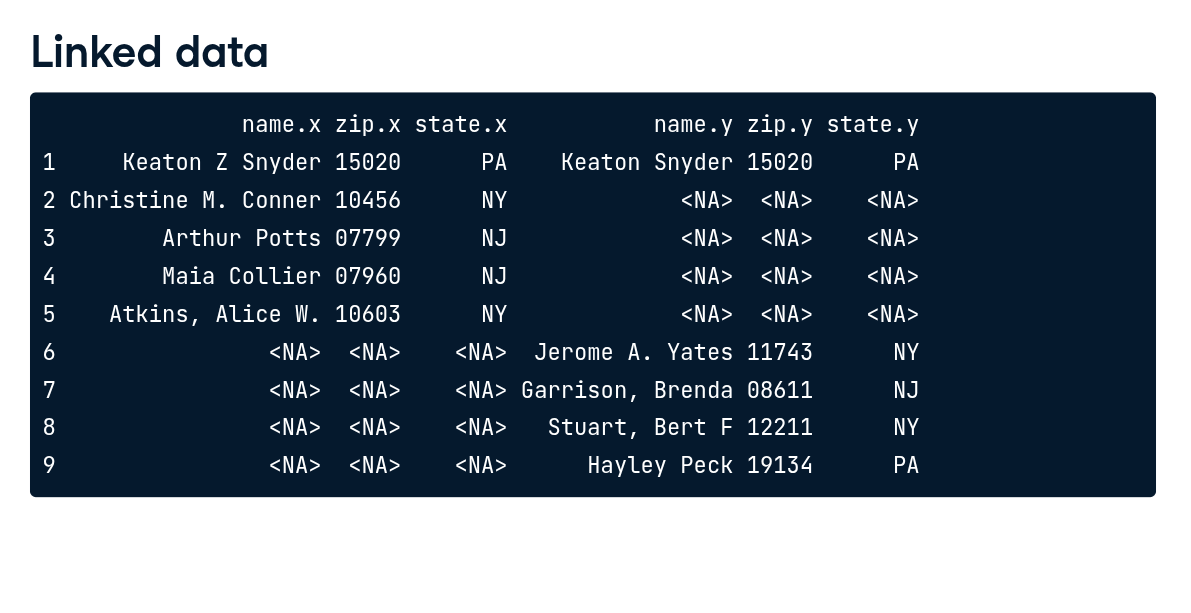 Linked data
name.x zip.x state.x name.y zip.y state.y
1 Keaton Z Snyder 15020 PA Keaton Snyder 15020 PA
2 Christine M. Conner 10456 NY <NA> <NA> <NA>
3 Arthur Potts 07799 NJ <NA> <NA> <NA>
4 Maia Collier 07960 NJ <NA> <NA> <NA>
5 Atkins, Alice W. 10603 NY <NA> <NA> <NA>
6 <NA> <NA> <NA> Jerome A. Yates 11743 NY
7 <NA> <NA> <NA> Garrison, Brenda 08611 NJ
8 <NA> <NA> <NA> Stuart, Bert F 12211 NY
9 <NA> <NA> <NA> Hayley Peck 19134 PA